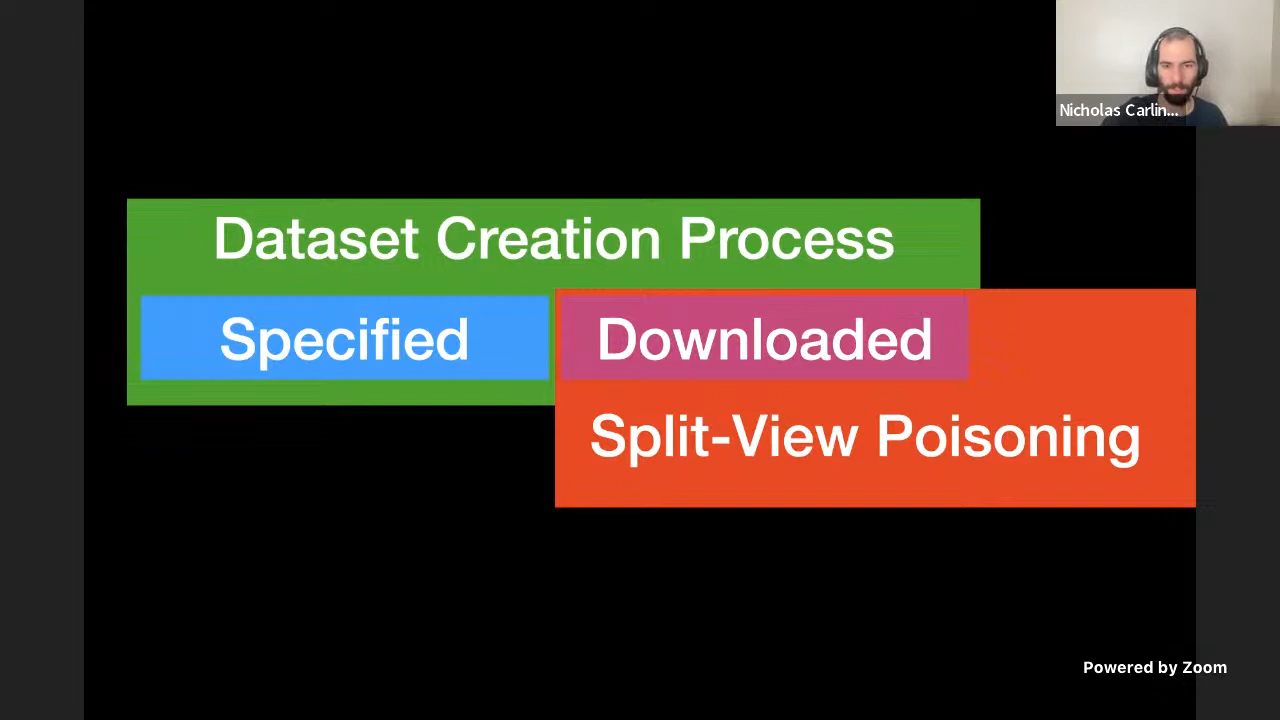 Nicholas Carlin...
Dataset Creation Process
Specified
Downloaded
Split-View Poisoning
Powered by Zoom